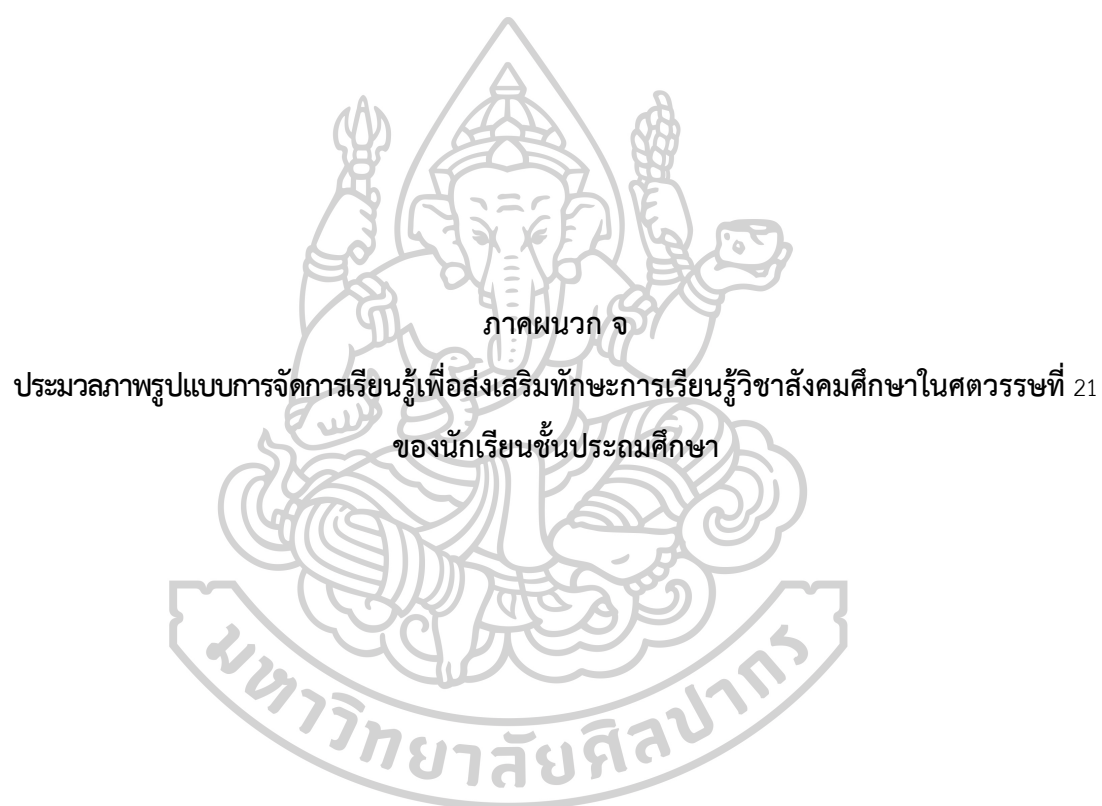 ภาคผนวก จ
ประมวลภาพรูปแบบการจัดการเรียนรู้เพื่อส่งเสริมทักษะการเรียนรู้วิชาสังคมศึกษาในศตวรรษที่ 21
ของนักเรียนชั้นประถมศึกษา
มหาวิทยาลัยศิลปากร